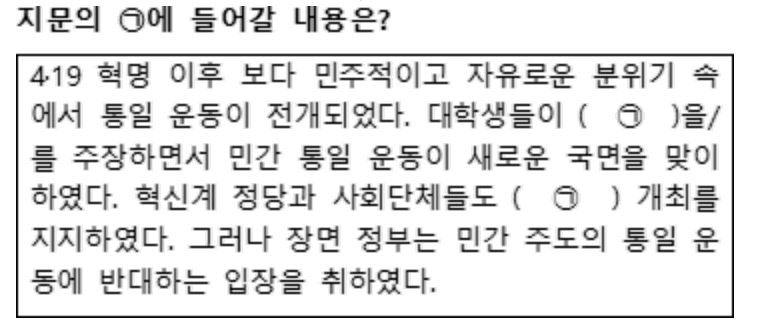 지문의 ㉠에 들어갈 내용은?
4·19 혁명 이후 보다 민주적이고 자유로운 분위기 속
에서 통일 운동이 전개되었다. 대학생들이 ( ㉠ )을/
를 주장하면서 민간 통일 운동이 새로운 국면을 맞이
하였다. 혁신계 정당과 사회단체들도 ( ㉠ ) 개최를
지지하였다. 그러나 장면 정부는 민간 주도의 통일 운
동에 반대하는 입장을 취하였다.